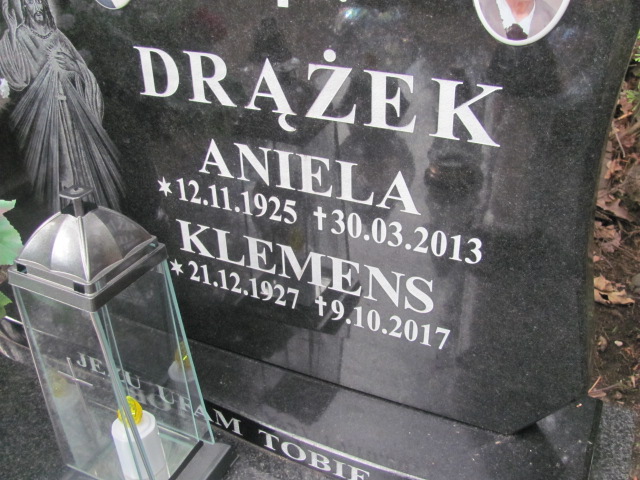 DRĄŻEK
ANIELA
*12.11.1925 †30.03.2013
KLEMENS
*21.12.1927 †9.10.2017
JEZU UFAM TOBIE